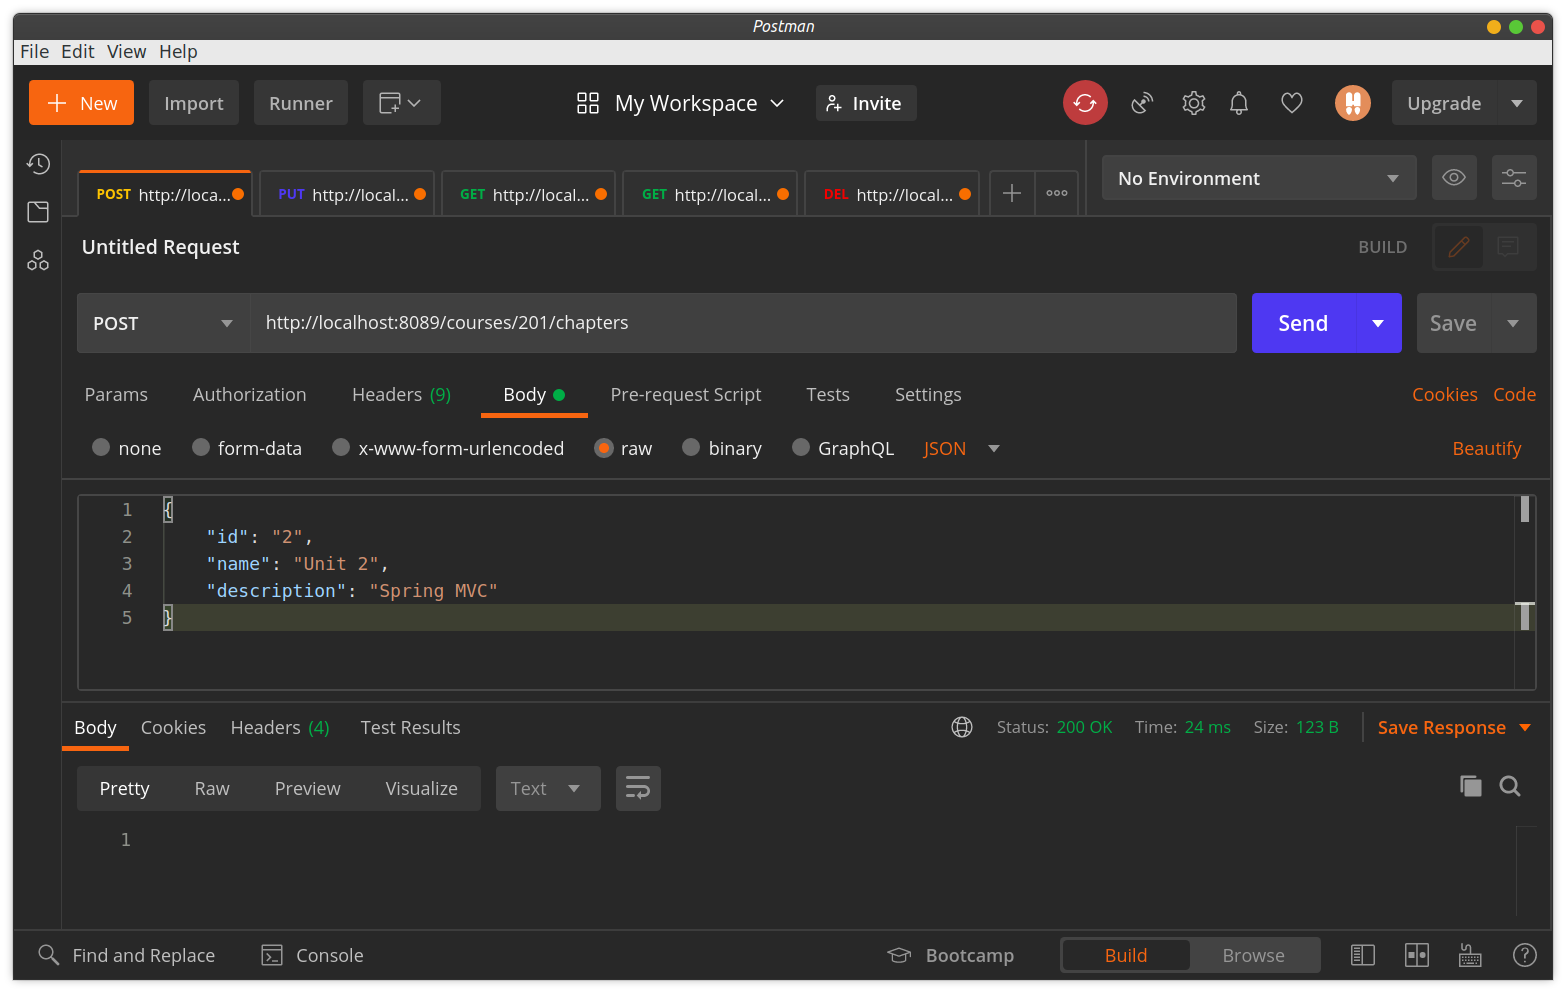 Postman
File Edit View Help
New Import Runner My Workspace Invite Upgrade
POST http://loca... PUT http://local... GET http://local... GET http://local... DEL http://local... No Environment
Untitled Request BUILD
POST http://localhost:8089/courses/201/chapters Send Save
Params Authorization Headers (9) Body Pre-request Script Tests Settings Cookies Code
none form-data x-www-form-urlencoded raw binary GraphQL JSON Beautify
1 {
2 "id": "2",
3 "name": "Unit 2",
4 "description": "Spring MVC"
5 }
Body Cookies Headers (4) Test Results Status: 200 OK Time: 24 ms Size: 123 B Save Response
Pretty Raw Preview Visualize Text
1
Find and Replace Console Bootcamp Build Browse